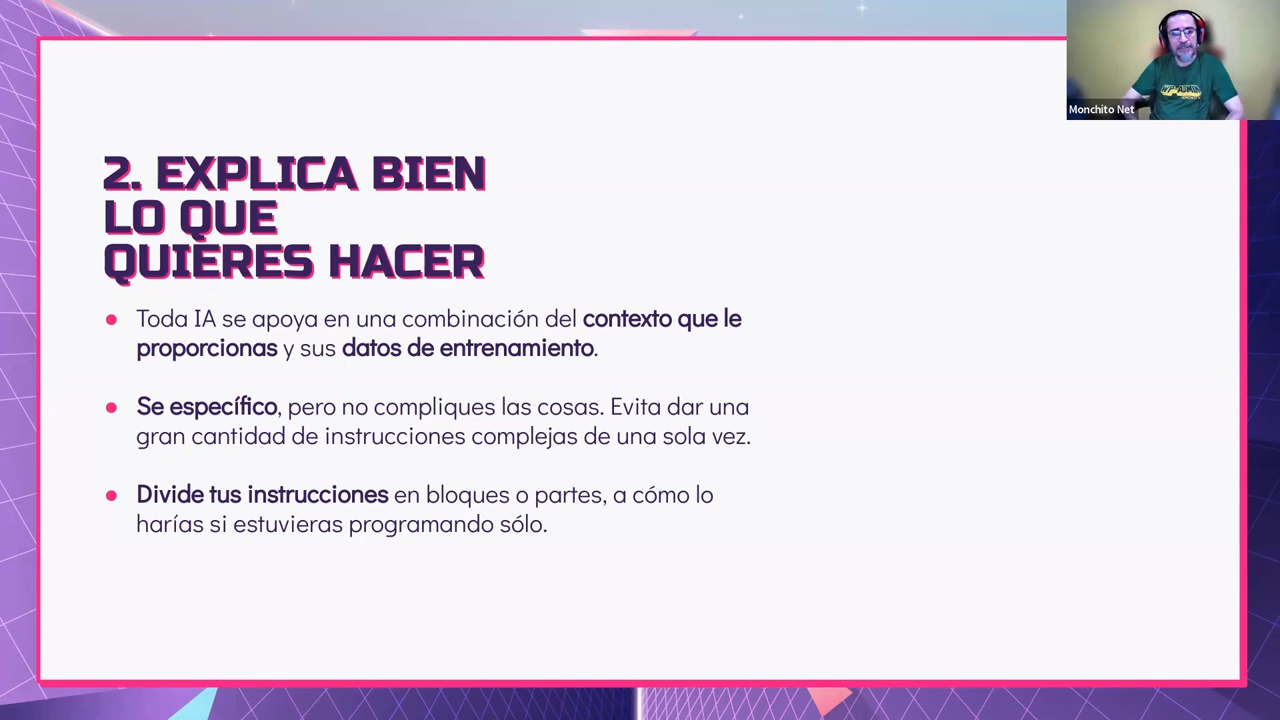 Monchito Net
2. EXPLICA BIEN
LO QUE
QUIERES HACER
● Toda IA se apoya en una combinación del contexto que le
proporcionas y sus datos de entrenamiento.
● Se específico, pero no compliques las cosas. Evita dar una
gran cantidad de instrucciones complejas de una sola vez.
● Divide tus instrucciones en bloques o partes, a cómo lo
harías si estuvieras programando sólo.